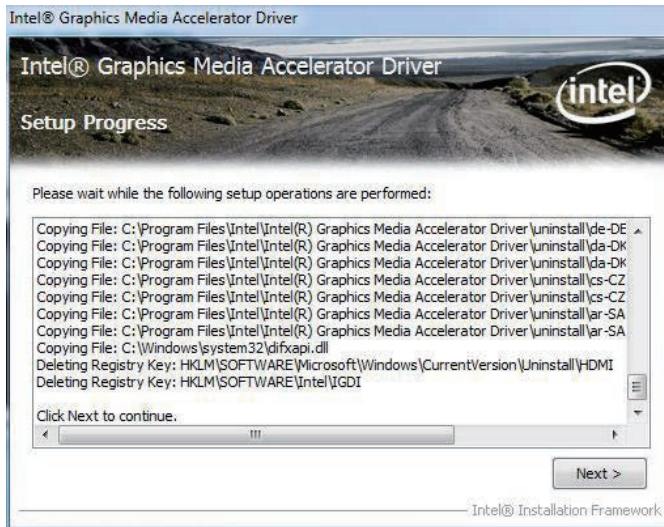 Intel® Graphics Media Accelerator Driver
Intel® Graphics Media Accelerator Driver
intel
Setup Progress
Please wait while the following setup operations are performed:
Copying File: C:\Program Files\Intel\Intel(R) Graphics Media Accelerator Driver\uninstall\de-DE
Copying File: C:\Program Files\Intel\Intel(R) Graphics Media Accelerator Driver\uninstall\da-DK
Copying File: C:\Program Files\Intel\Intel(R) Graphics Media Accelerator Driver\uninstall\da-DK
Copying File: C:\Program Files\Intel\Intel(R) Graphics Media Accelerator Driver\uninstall\cs-CZ
Copying File: C:\Program Files\Intel\Intel(R) Graphics Media Accelerator Driver\uninstall\cs-CZ
Copying File: C:\Program Files\Intel\Intel(R) Graphics Media Accelerator Driver\uninstall\ar-SA
Copying File: C:\Program Files\Intel\Intel(R) Graphics Media Accelerator Driver\uninstall\ar-SA
Copying File: C:\Windows\system32\difxapi.dll
Deleting Registry Key: HKLM\SOFTWARE\Microsoft\Windows\CurrentVersion\Uninstall\HDMI
Deleting Registry Key: HKLM\SOFTWARE\Intel\IGDI
Click Next to continue.
Next >
Intel® Installation Framework